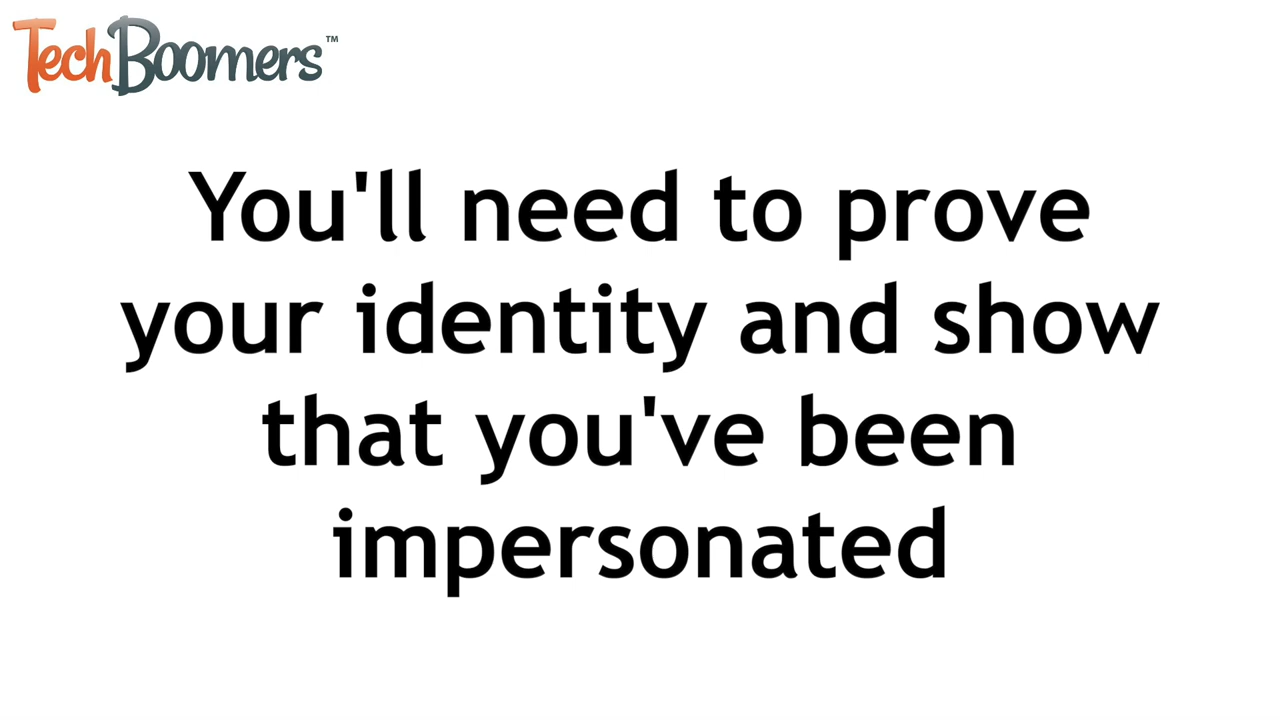 TechBoomers™
You'll need to prove
your identity and show
that you've been
impersonated